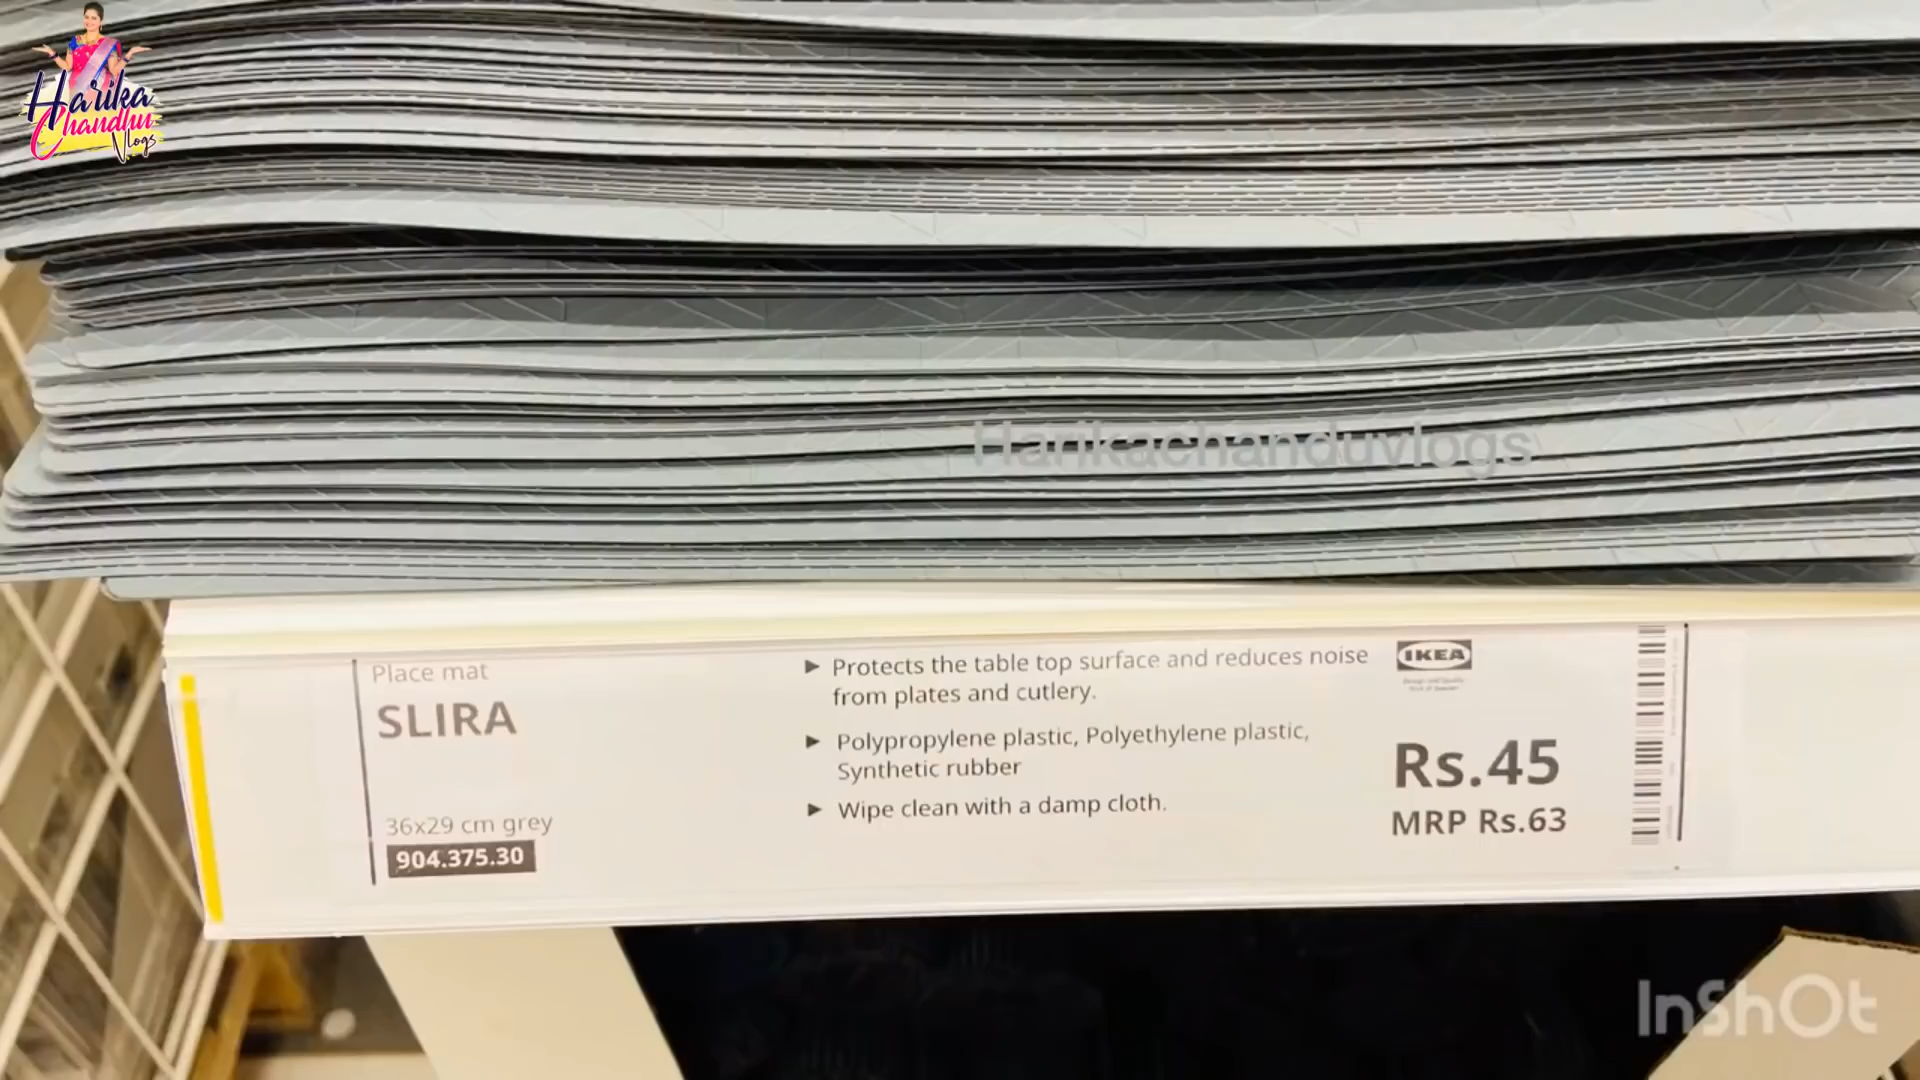 Harika
Chandhu
Vlogs
Harikachanduvlogs
Place mat
SLIRA
36x29 cm grey
904.375.30
► Protects the table top surface and reduces noise
from plates and cutlery.
► Polypropylene plastic, Polyethylene plastic,
Synthetic rubber
► Wipe clean with a damp cloth.
IKEA
Rs.45
MRP Rs.63
InShOt